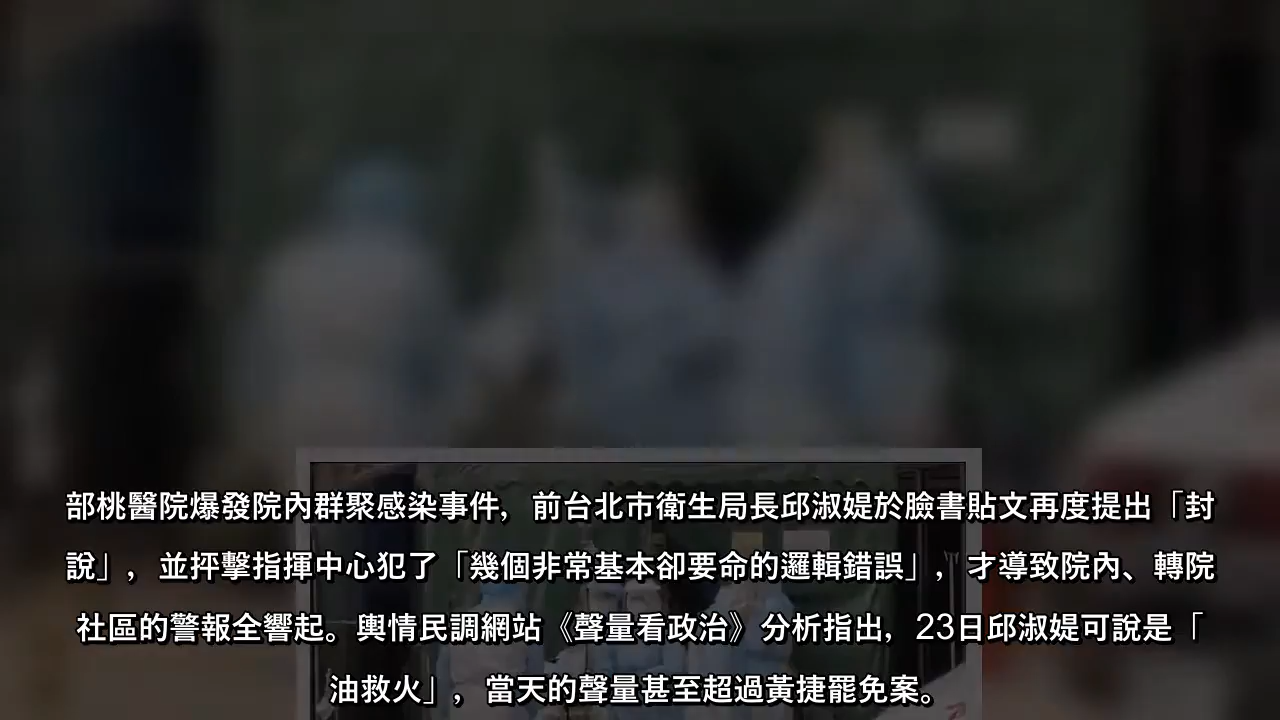 部桃醫院爆發院內群聚感染事件，前台北市衛生局長邱淑媞於臉書貼文再度提出「封
說」，並抨擊指揮中心犯了「幾個非常基本卻要命的邏輯錯誤」，才導致院內、轉院
社區的警報全響起。輿情民調網站《聲量看政治》分析指出，23日邱淑媞可說是「
油救火」，當天的聲量甚至超過黃捷罷免案。